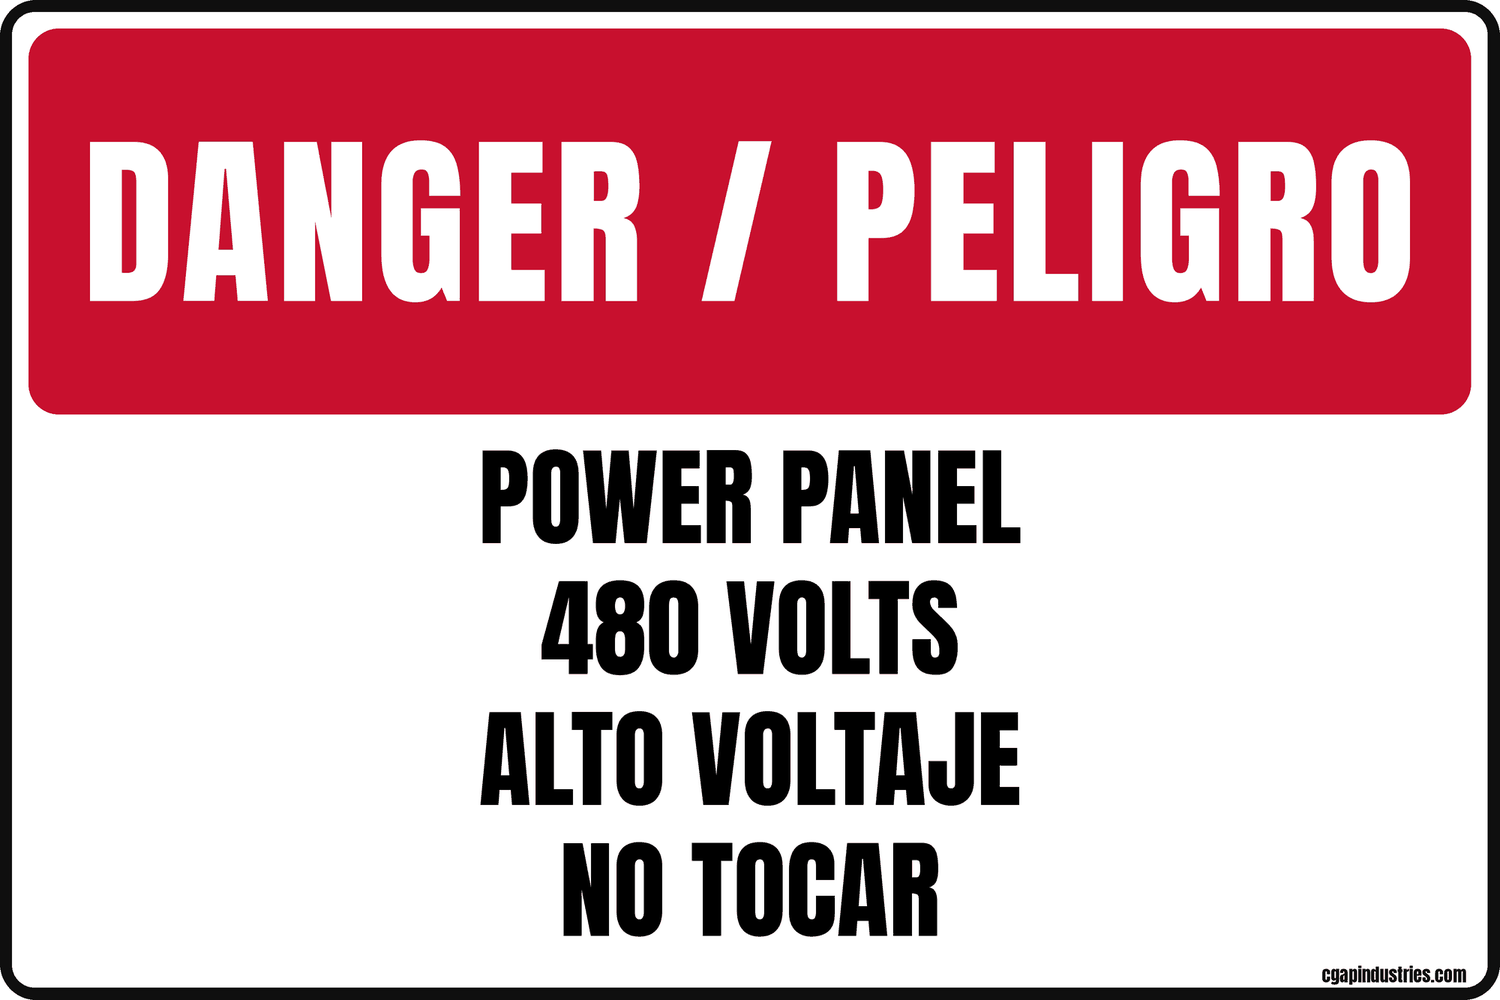 DANGER / PELIGRO
POWER PANEL
480 VOLTS
ALTO VOLTAJE
NO TOCAR
cgapindustries.com